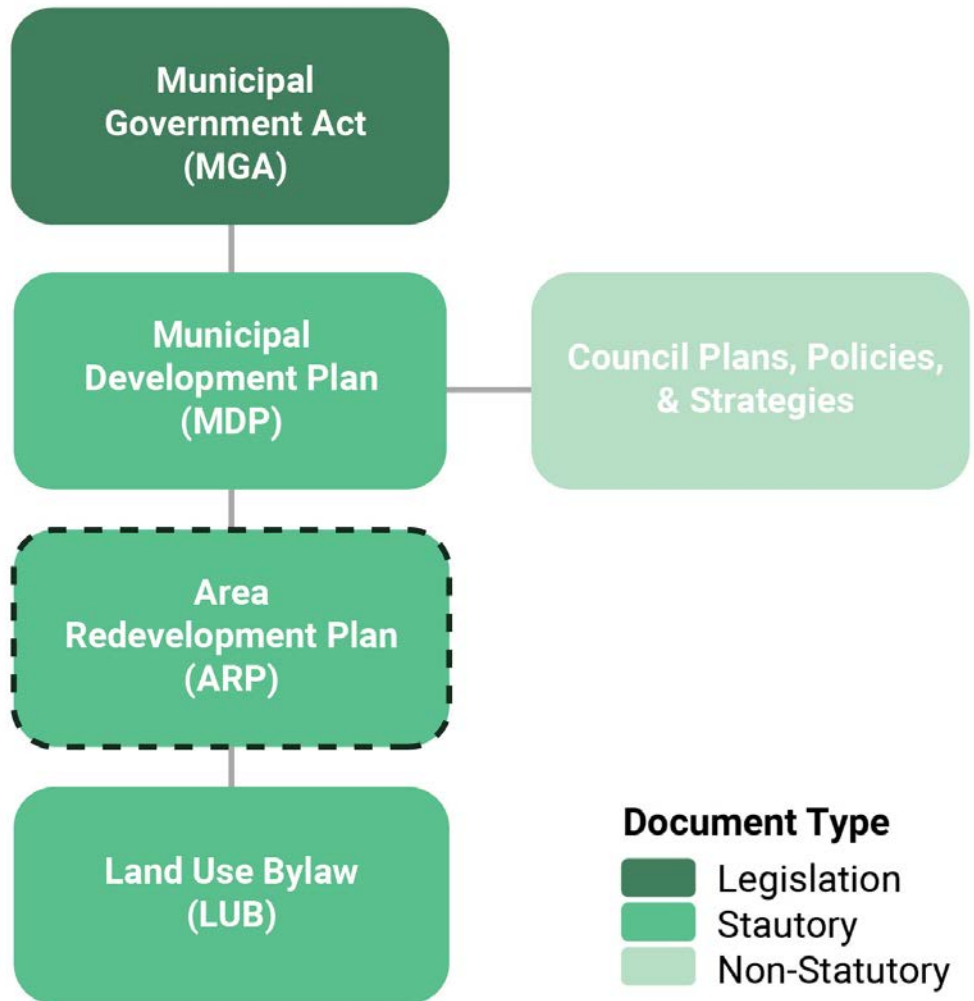 Municipal
Government Act
(MGA)
Municipal
Development Plan
(MDP)
Council Plans, Policies,
& Strategies
Area
Redevelopment Plan
(ARP)
Land Use Bylaw
(LUB)
Document Type
Legislation
Stautory
Non-Statutory